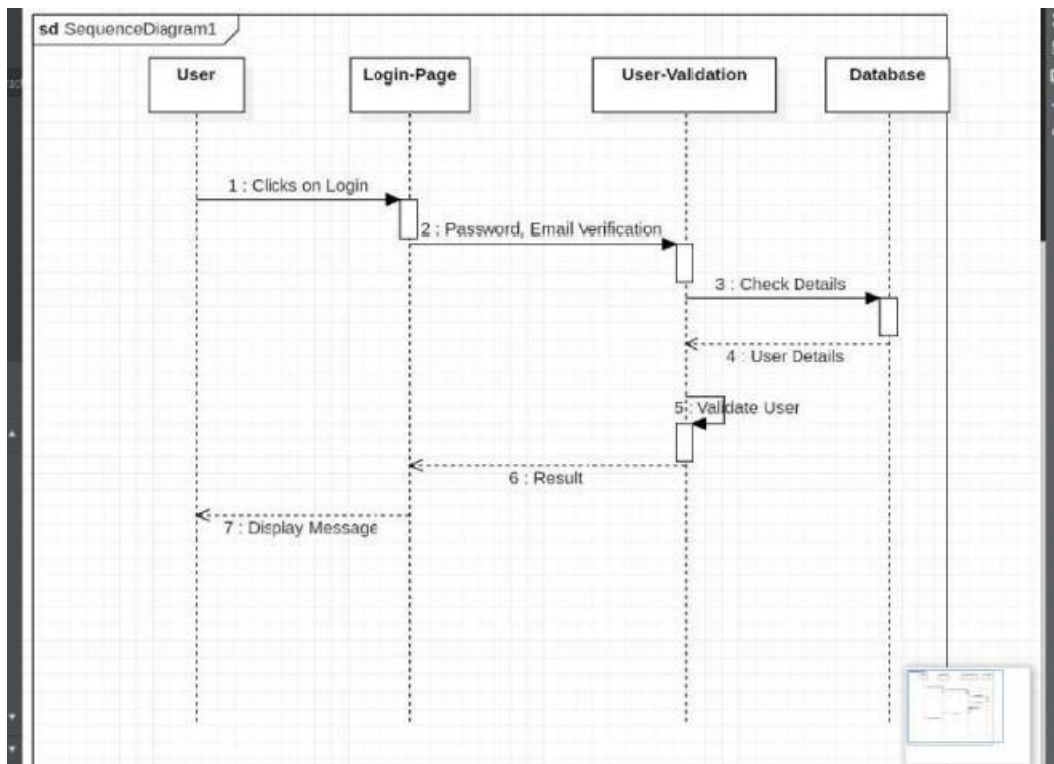 sd SequenceDiagram1
User
Login-Page
User-Validation
Database
1 : Clicks on Login
2 : Password, Email Verification
3 : Check Details
4 : User Details
5 : Validate User
6 : Result
7 : Display Message